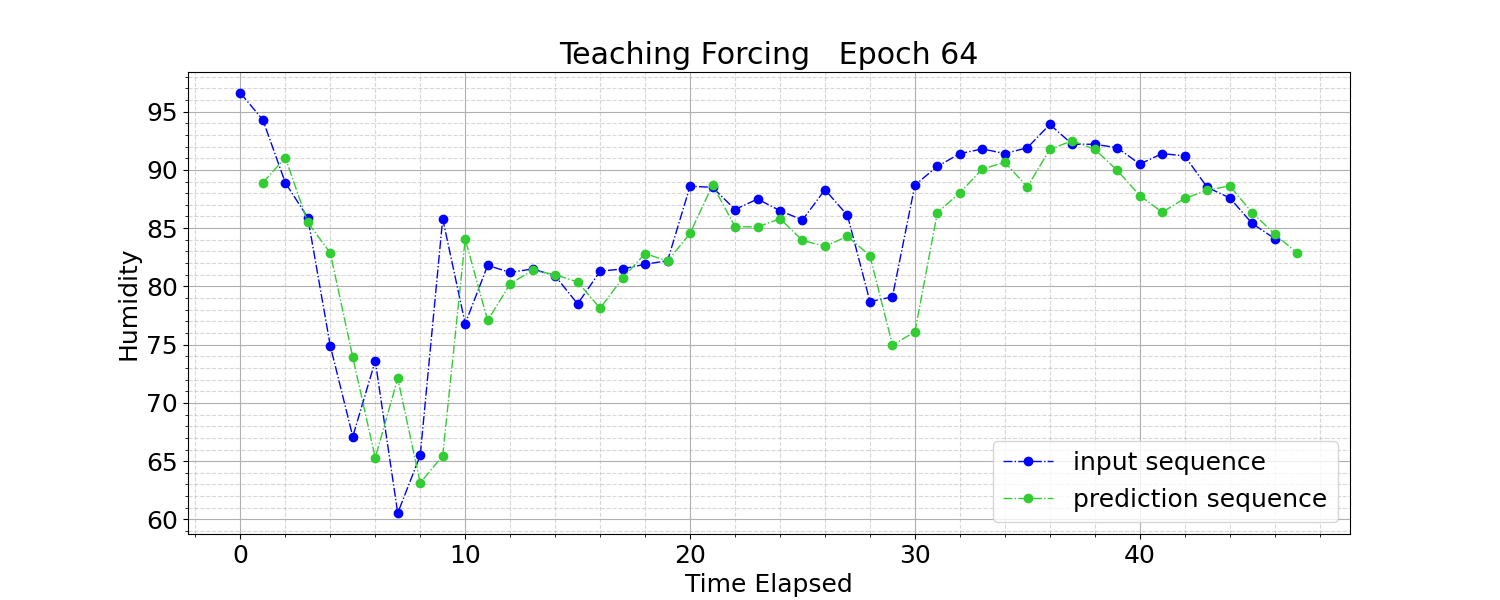 Teaching Forcing   Epoch 64
Humidity
95
90
85
80
75
70
65
60
0 10 20 30 40
Time Elapsed
input sequence
prediction sequence